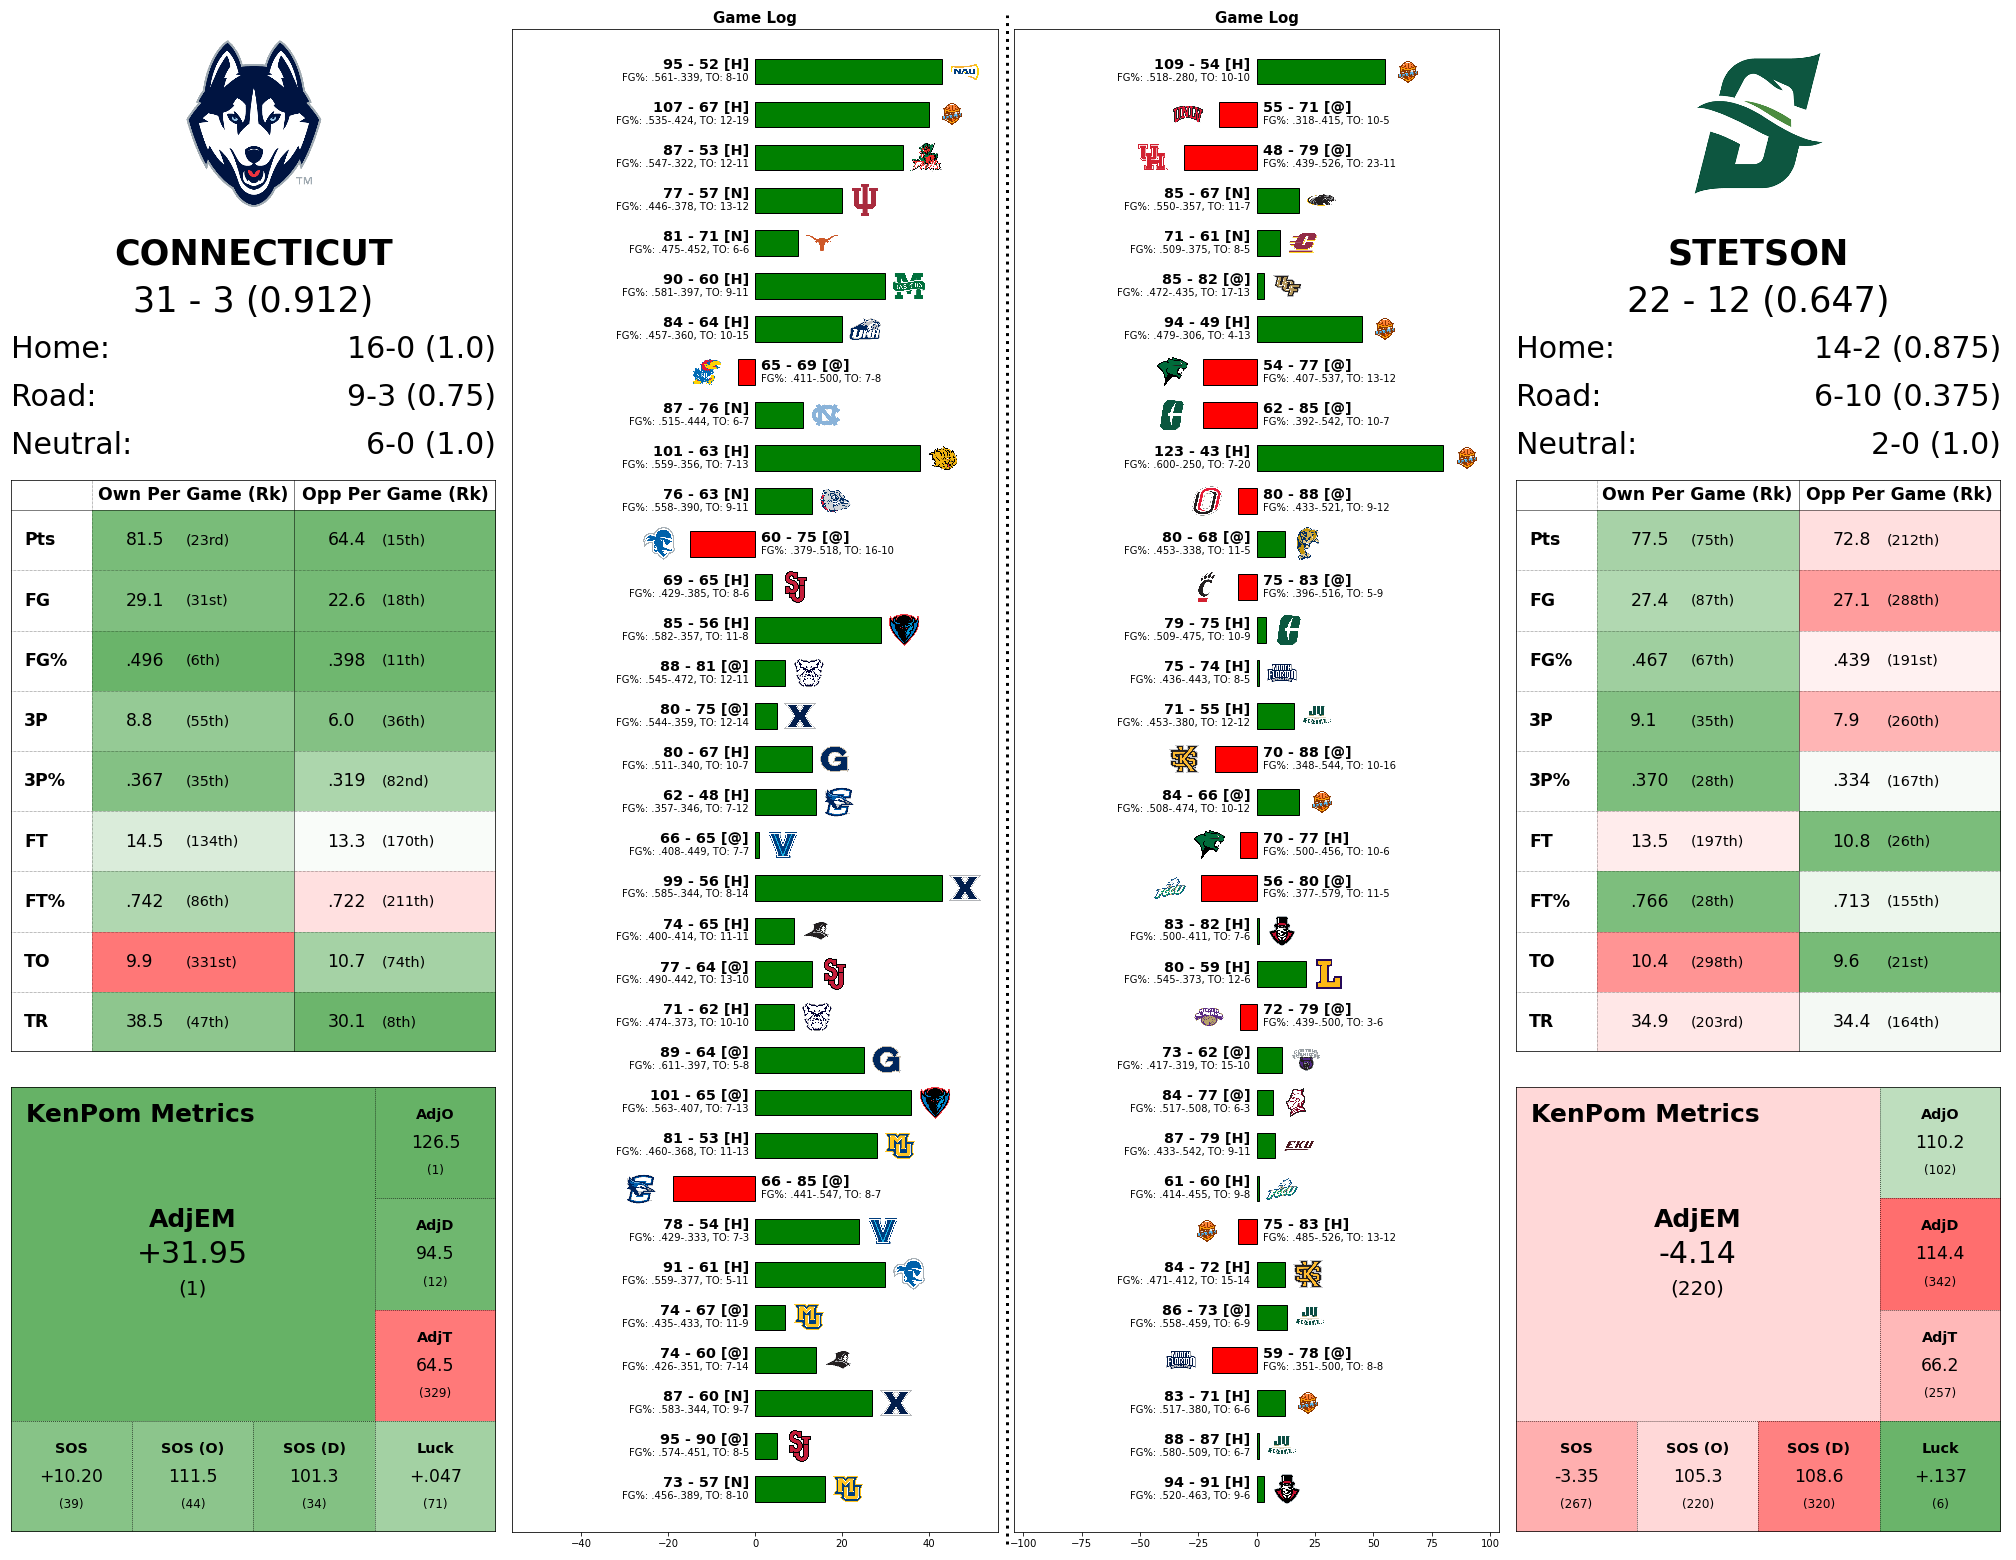 CONNECTICUT
31 - 3 (0.912)
Home: 16-0 (1.0)
Road: 9-3 (0.75)
Neutral: 6-0 (1.0)
Own Per Game (Rk) Opp Per Game (Rk)
Pts 81.5 (23rd) 64.4 (15th)
FG 29.1 (31st) 22.6 (18th)
FG% .496 (6th) .398 (11th)
3P 8.8 (55th) 6.0 (36th)
3P% .367 (35th) .319 (82nd)
FT 14.5 (134th) 13.3 (170th)
FT% .742 (86th) .722 (211th)
TO 9.9 (331st) 10.7 (74th)
TR 38.5 (47th) 30.1 (8th)
KenPom Metrics
AdjEM
+31.95
(1)
AdjO
126.5
(1)
AdjD
94.5
(12)
AdjT
64.5
(329)
SOS
+10.20
(39)
SOS (O)
111.5
(44)
SOS (D)
101.3
(34)
Luck
+.047
(71)
Game Log
95 - 52 [H]
FG%: .561-.339, TO: 8-10
NAU
107 - 67 [H]
FG%: .535-.424, TO: 12-19
87 - 53 [H]
FG%: .547-.322, TO: 12-11
77 - 57 [N]
FG%: .446-.378, TO: 13-12
81 - 71 [N]
FG%: .475-.452, TO: 6-6
90 - 60 [H]
FG%: .581-.397, TO: 9-11
84 - 64 [H]
FG%: .457-.360, TO: 10-15
65 - 69 [@]
FG%: .411-.500, TO: 7-8
87 - 76 [N]
FG%: .515-.444, TO: 6-7
101 - 63 [H]
FG%: .559-.356, TO: 7-13
76 - 63 [N]
FG%: .558-.390, TO: 9-11
60 - 75 [@]
FG%: .379-.518, TO: 16-10
69 - 65 [H]
FG%: .429-.385, TO: 8-6
85 - 56 [H]
FG%: .582-.357, TO: 11-8
88 - 81 [@]
FG%: .545-.472, TO: 12-11
80 - 75 [@]
FG%: .544-.359, TO: 12-14
80 - 67 [H]
FG%: .511-.340, TO: 10-7
62 - 48 [H]
FG%: .357-.346, TO: 7-12
66 - 65 [@]
FG%: .408-.449, TO: 7-7
99 - 56 [H]
FG%: .585-.344, TO: 8-14
74 - 65 [H]
FG%: .400-.414, TO: 11-11
77 - 64 [@]
FG%: .490-.442, TO: 13-10
71 - 62 [H]
FG%: .474-.373, TO: 10-10
89 - 64 [@]
FG%: .611-.397, TO: 5-8
101 - 65 [@]
FG%: .563-.407, TO: 7-13
81 - 53 [H]
FG%: .460-.368, TO: 11-13
66 - 85 [@]
FG%: .441-.547, TO: 8-7
78 - 54 [H]
FG%: .429-.333, TO: 7-3
91 - 61 [H]
FG%: .559-.377, TO: 5-11
74 - 67 [@]
FG%: .435-.433, TO: 11-9
74 - 60 [@]
FG%: .426-.351, TO: 7-14
87 - 60 [N]
FG%: .583-.344, TO: 9-7
95 - 90 [@]
FG%: .574-.451, TO: 8-5
73 - 57 [N]
FG%: .456-.389, TO: 8-10
−40 −20 0 20 40
Game Log
109 - 54 [H]
FG%: .518-.280, TO: 10-10
55 - 71 [@]
FG%: .318-.415, TO: 10-5
48 - 79 [@]
FG%: .439-.526, TO: 23-11
85 - 67 [N]
FG%: .550-.357, TO: 11-7
71 - 61 [N]
FG%: .509-.375, TO: 8-5
85 - 82 [@]
FG%: .472-.435, TO: 17-13
94 - 49 [H]
FG%: .479-.306, TO: 4-13
54 - 77 [@]
FG%: .407-.537, TO: 13-12
62 - 85 [@]
FG%: .392-.542, TO: 10-7
123 - 43 [H]
FG%: .600-.250, TO: 7-20
80 - 88 [@]
FG%: .433-.521, TO: 9-12
80 - 68 [@]
FG%: .453-.338, TO: 11-5
75 - 83 [@]
FG%: .396-.516, TO: 5-9
79 - 75 [H]
FG%: .509-.475, TO: 10-9
75 - 74 [H]
FG%: .436-.443, TO: 8-5
71 - 55 [H]
FG%: .453-.380, TO: 12-12
70 - 88 [@]
FG%: .348-.544, TO: 10-16
84 - 66 [@]
FG%: .508-.474, TO: 10-12
70 - 77 [H]
FG%: .500-.456, TO: 10-6
56 - 80 [@]
FG%: .377-.579, TO: 11-5
83 - 82 [H]
FG%: .500-.411, TO: 7-6
80 - 59 [H]
FG%: .545-.373, TO: 12-6
72 - 79 [@]
FG%: .439-.500, TO: 3-6
73 - 62 [@]
FG%: .417-.319, TO: 15-10
84 - 77 [@]
FG%: .517-.508, TO: 6-3
87 - 79 [H]
FG%: .433-.542, TO: 9-11
EKU
61 - 60 [H]
FG%: .414-.455, TO: 9-8
75 - 83 [H]
FG%: .485-.526, TO: 13-12
84 - 72 [H]
FG%: .471-.412, TO: 15-14
86 - 73 [@]
FG%: .558-.459, TO: 6-9
59 - 78 [@]
FG%: .351-.500, TO: 8-8
83 - 71 [H]
FG%: .517-.380, TO: 6-6
88 - 87 [H]
FG%: .580-.509, TO: 6-7
94 - 91 [H]
FG%: .520-.463, TO: 9-6
−100 −75 −50 −25 0 25 50 75 100
STETSON
22 - 12 (0.647)
Home: 14-2 (0.875)
Road: 6-10 (0.375)
Neutral: 2-0 (1.0)
Own Per Game (Rk) Opp Per Game (Rk)
Pts 77.5 (75th) 72.8 (212th)
FG 27.4 (87th) 27.1 (288th)
FG% .467 (67th) .439 (191st)
3P 9.1 (35th) 7.9 (260th)
3P% .370 (28th) .334 (167th)
FT 13.5 (197th) 10.8 (26th)
FT% .766 (28th) .713 (155th)
TO 10.4 (298th) 9.6 (21st)
TR 34.9 (203rd) 34.4 (164th)
KenPom Metrics
AdjEM
-4.14
(220)
AdjO
110.2
(102)
AdjD
114.4
(342)
AdjT
66.2
(257)
SOS
-3.35
(267)
SOS (O)
105.3
(220)
SOS (D)
108.6
(320)
Luck
+.137
(6)